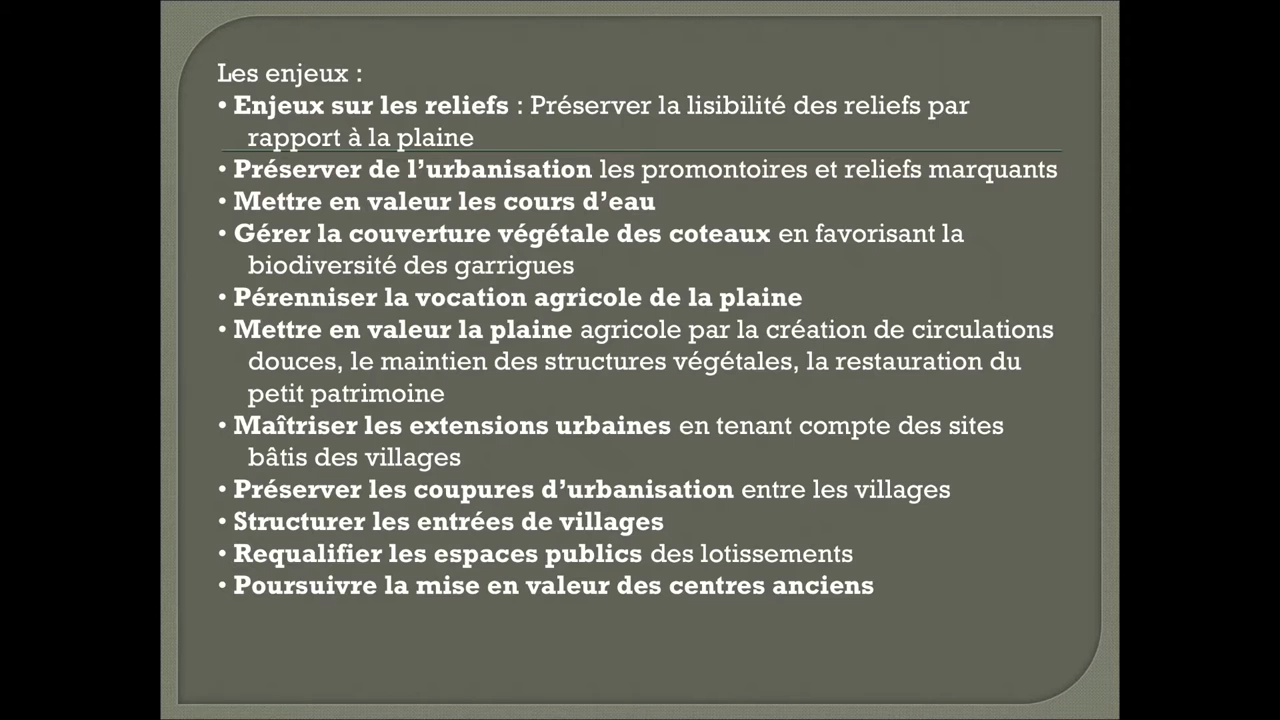 Les enjeux :
• Enjeux sur les reliefs : Préserver la lisibilité des reliefs par
rapport à la plaine
• Préserver de l’urbanisation les promontoires et reliefs marquants
• Mettre en valeur les cours d’eau
• Gérer la couverture végétale des coteaux en favorisant la
biodiversité des garrigues
• Pérenniser la vocation agricole de la plaine
• Mettre en valeur la plaine agricole par la création de circulations
douces, le maintien des structures végétales, la restauration du
petit patrimoine
• Maîtriser les extensions urbaines en tenant compte des sites
bâtis des villages
• Préserver les coupures d’urbanisation entre les villages
• Structurer les entrées de villages
• Requalifier les espaces publics des lotissements
• Poursuivre la mise en valeur des centres anciens